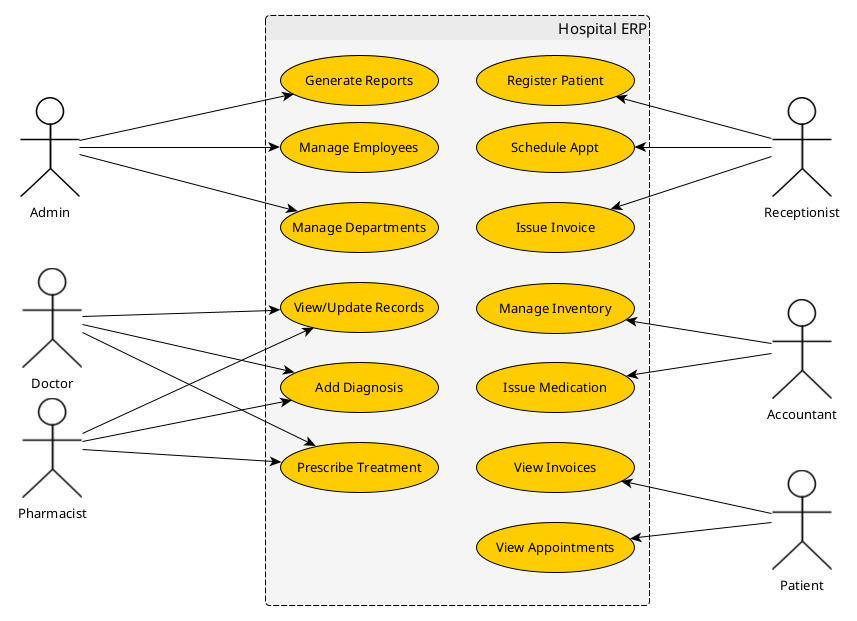 Hospital ERP
Generate Reports
Register Patient
Manage Employees
Schedule Appt
Admin
Receptionist
Manage Departments
Issue Invoice
View/Update Records
Manage Inventory
Doctor
Add Diagnosis
Issue Medication
Accountant
Prescribe Treatment
View Invoices
Pharmacist
View Appointments
Patient